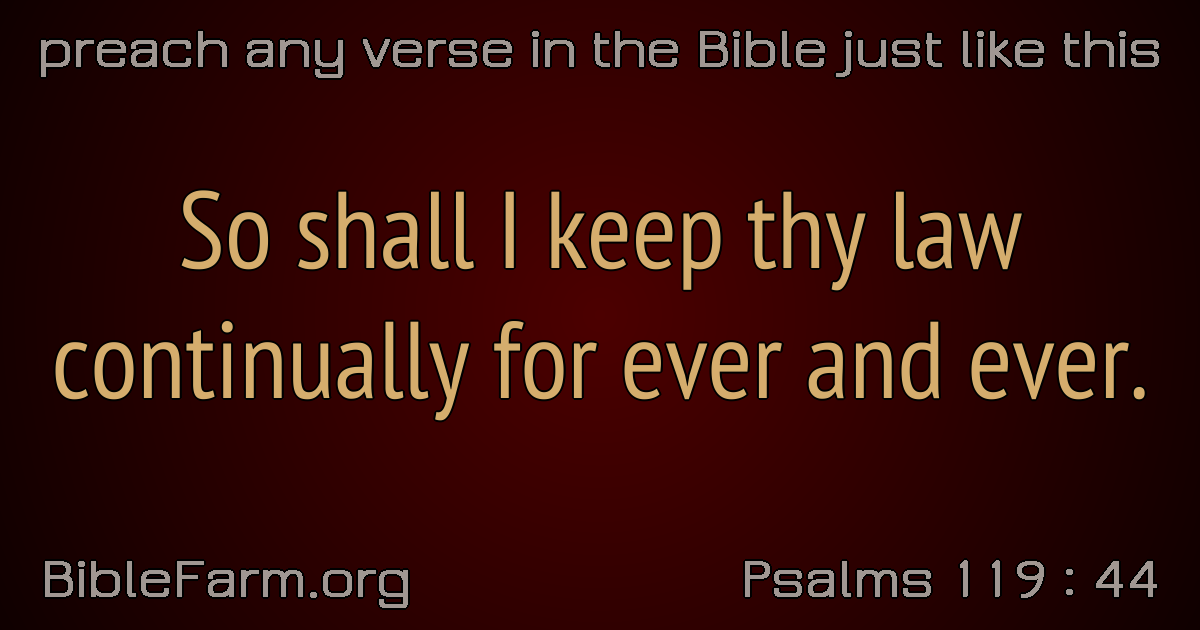 preach any verse in the Bible just like this
So shall I keep thy law
continually for ever and ever.
BibleFarm.org
Psalms 119 : 44